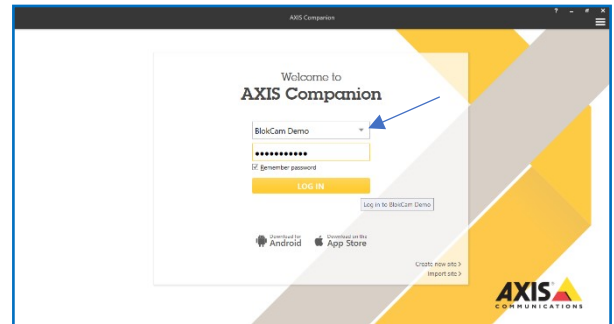 AXIS Companion
?
Welcome to
AXIS Companion
BlokCam Demo
Remember password
LOG IN
Log in to BlokCam Demo
Download for
Android
Download on the
App Store
Create new site >
Import site >
AXIS
COMMUNICATIONS